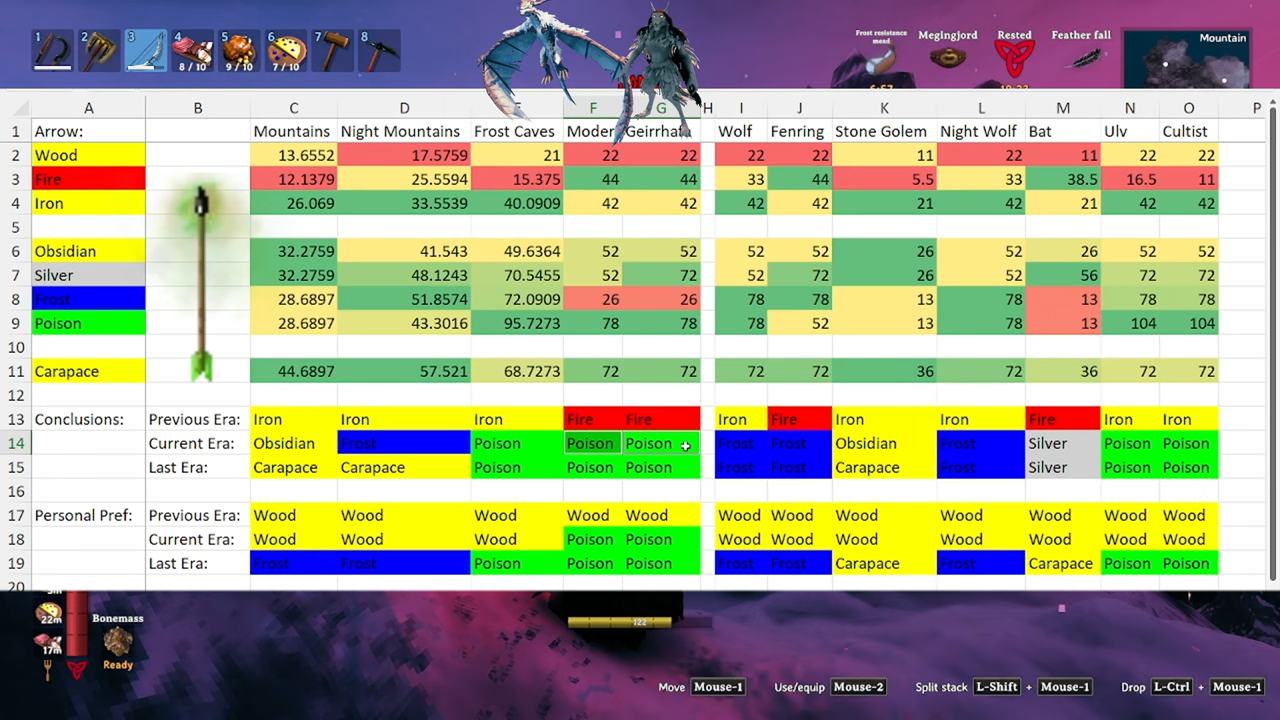 1 2 3 4 5 6 7 8
8 / 10 9 / 10 7 / 10
Frost resistance mead Megingjord Rested Feather fall Mountain
A B C D E F G H I J K L M N O P
1 Arrow: Mountains Night Mountains Frost Caves Moder Wolf Fenring Stone Golem Night Wolf Bat Ulv Cultist
2 Wood 13.6552 17.5759 21 22 22 22 22 11 22 11 22 22
3 Fire 12.1379 25.5594 15.375 44 44 33 44 5.5 33 38.5 16.5 11
4 Iron 26.069 33.5539 40.0909 42 42 42 42 21 42 21 42 42
5
6 Obsidian 32.2759 41.543 49.6364 52 52 52 52 26 52 26 52 52
7 Silver 32.2759 48.1243 70.5455 52 72 52 72 26 52 56 72 72
8 Frost 28.6897 51.8574 72.0909 26 26 78 78 13 78 13 78 78
9 Poison 28.6897 43.3016 95.7273 78 78 78 52 13 78 13 104 104
10
11 Carapace 44.6897 57.521 68.7273 72 72 72 72 36 72 36 72 72
12
13 Conclusions: Previous Era: Iron Iron Iron Fire Fire Iron Fire Iron Iron Fire Iron Iron
14 Current Era: Obsidian Frost Poison Poison Poison Frost Frost Obsidian Frost Silver Poison Poison
15 Last Era: Carapace Carapace Poison Poison Poison Frost Frost Carapace Frost Silver Poison Poison
16
17 Personal Pref: Previous Era: Wood Wood Wood Wood Wood Wood Wood Wood Wood Wood Wood Wood
18 Current Era: Wood Wood Wood Poison Poison Wood Wood Wood Wood Wood Wood Wood
19 Last Era: Frost Frost Poison Poison Poison Frost Frost Carapace Frost Carapace Poison Poison
20
22m Bonemass 122
17m Ready
Move Mouse-1 Use/equip Mouse-2 Split stack L-Shift + Mouse-1 Drop L-Ctrl + Mouse-1